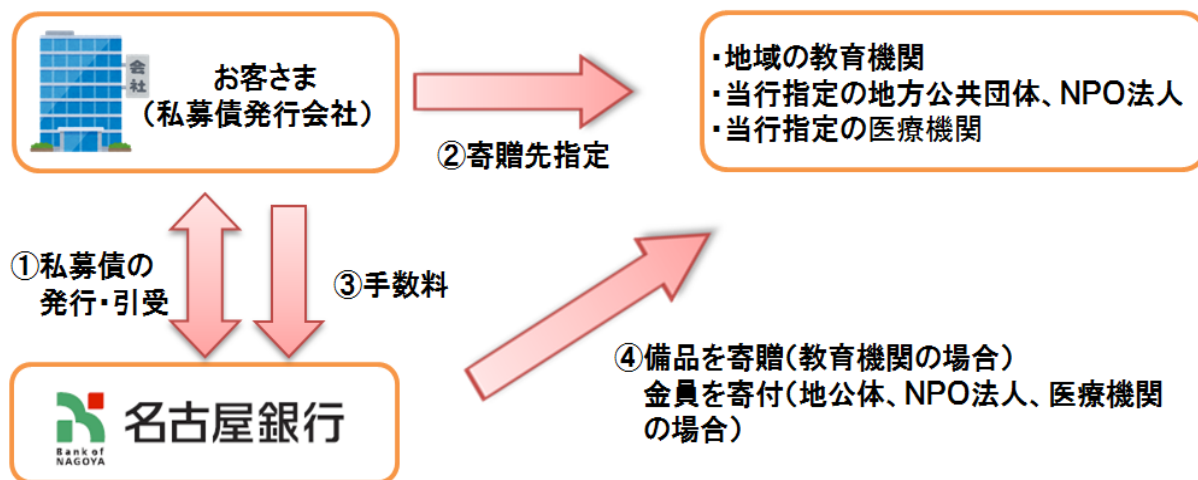 会
社
お客さま
（私募債発行会社）
②寄贈先指定
・地域の教育機関
・当行指定の地方公共団体、NPO法人
・当行指定の医療機関
①私募債の
発行・引受
③手数料
④備品を寄贈（教育機関の場合）
金員を寄付（地公体、NPO法人、医療機関
の場合）
Bank of
NAGOYA
名古屋銀行